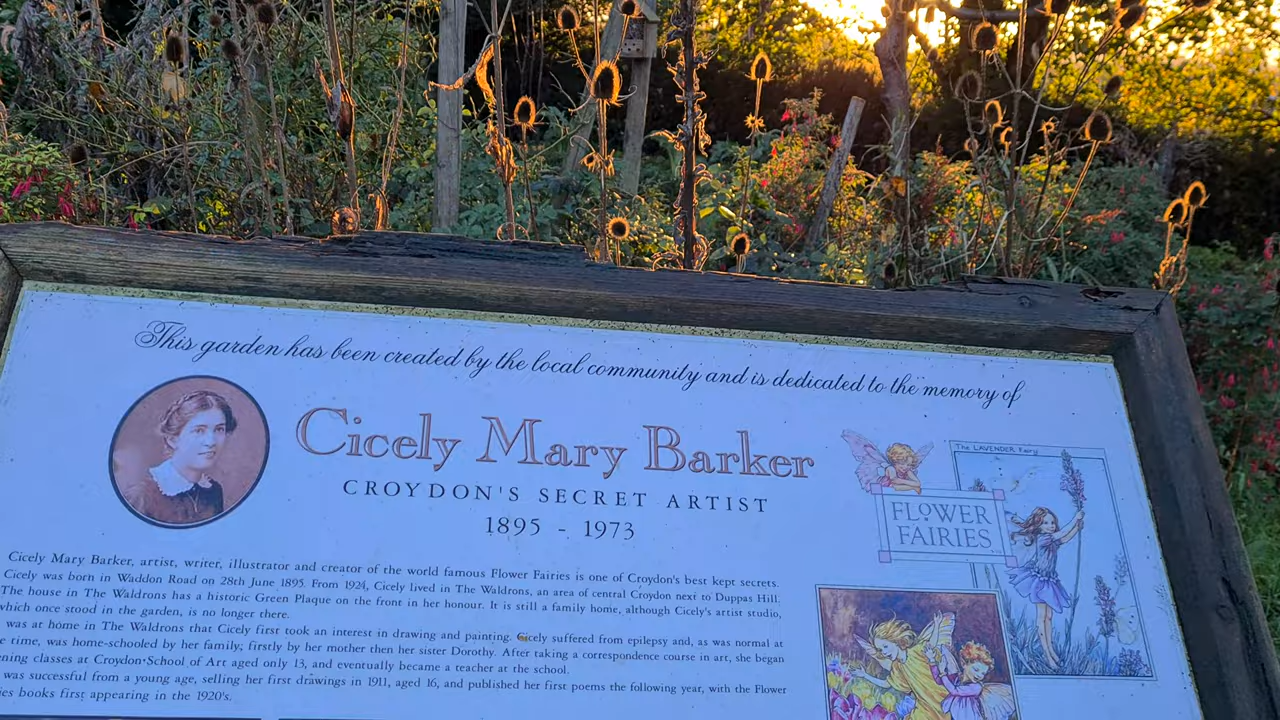 This garden has been created by the local community and is dedicated to the memory of
Cicely Mary Barker
CROYDON'S SECRET ARTIST
1895 - 1973
The LAVENDER Fairy
FLOWER
FAIRIES
Cicely Mary Barker, artist, writer, illustrator and creator of the world famous Flower Fairies is one of Croydon's best kept secrets.
Cicely was born in Waddon Road on 28th June 1895. From 1924, Cicely lived in The Waldrons, an area of central Croydon next to Duppas Hill.
The house in The Waldrons has a historic Green Plaque on the front in her honour. It is still a family home, although Cicely's artist studio,
which once stood in the garden, is no longer there.
was at home in The Waldrons that Cicely first took an interest in drawing and painting. Cicely suffered from epilepsy and, as was normal at
time, was home-schooled by her family; firstly by her mother then her sister Dorothy. After taking a correspondence course in art, she began
ening classes at Croydon School of Art aged only 13, and eventually became a teacher at the school.
was successful from a young age, selling her first drawings in 1911, aged 16, and published her first poems the following year, with the Flower
ies books first appearing in the 1920's.